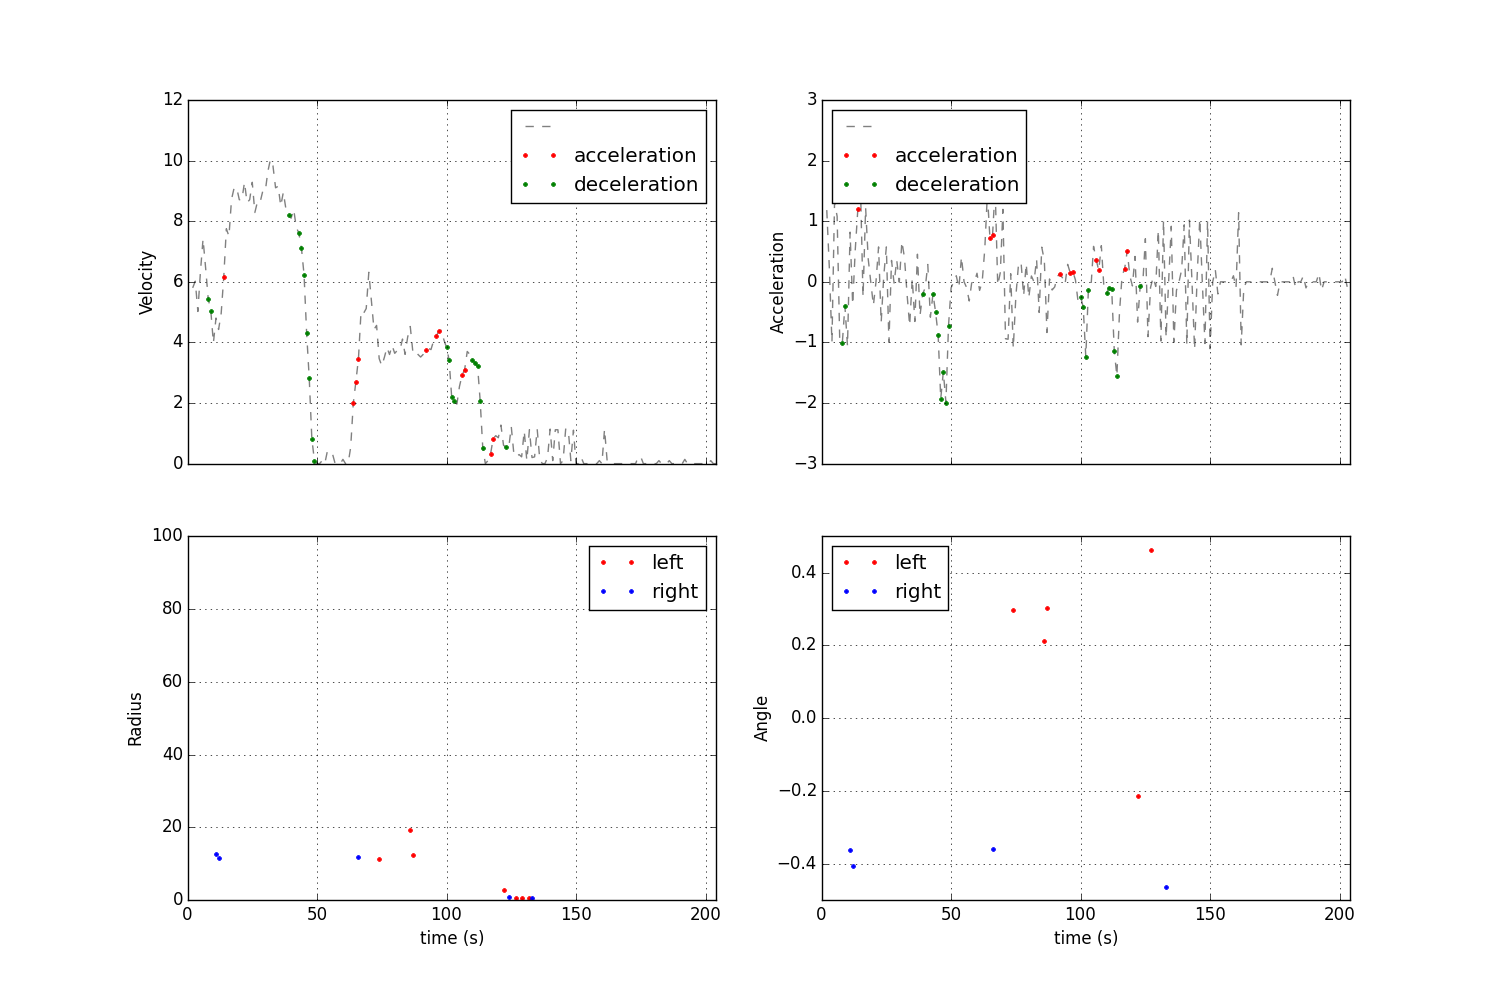 12
10
8
6
4
2
0
Velocity
acceleration
deceleration
3
2
1
0
−1
−2
−3
Acceleration
acceleration
deceleration
100
80
60
40
20
0
Radius
left
right
0 50 100 150 200
time (s)
0.4
0.2
0.0
−0.2
−0.4
Angle
left
right
0 50 100 150 200
time (s)